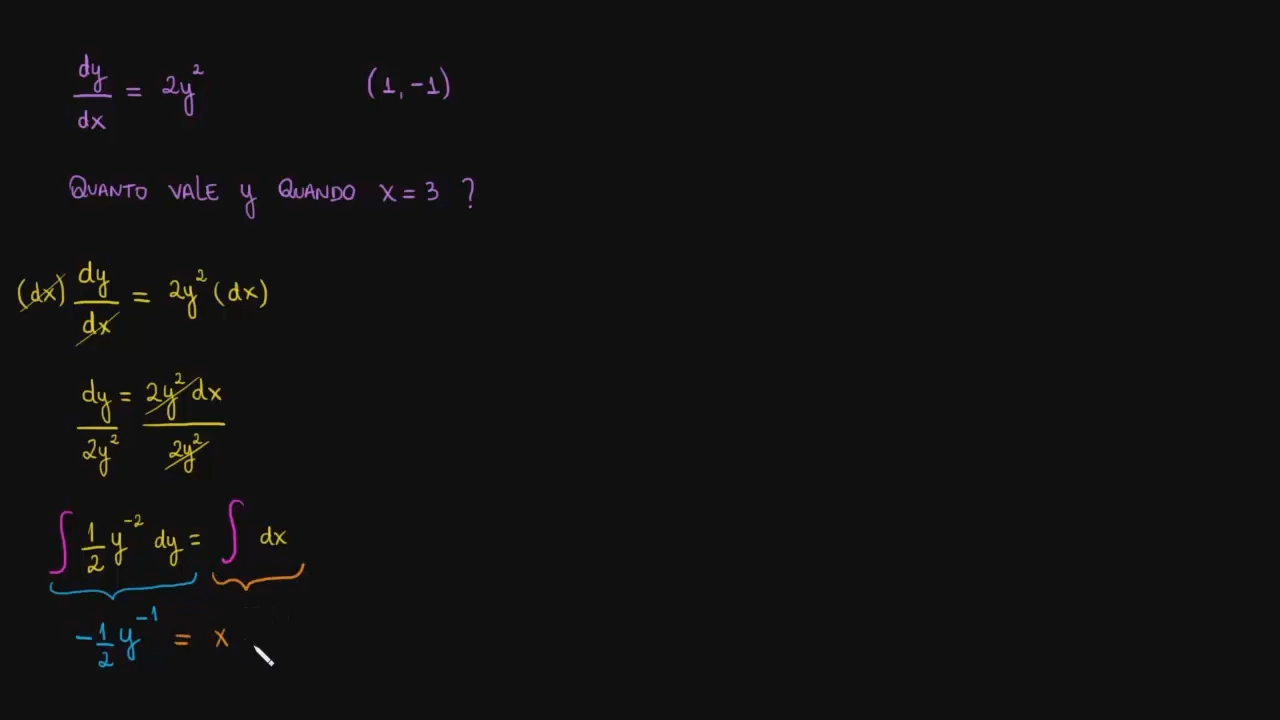 dy/dx = 2y² (1, -1)
QUANTO VALE y QUANDO x = 3 ?
(dx) dy/dx = 2y² (dx)
dy/2y² = 2y² dx/2y²
∫ 1/2 y⁻² dy = ∫ dx
-1/2 y⁻¹ = x